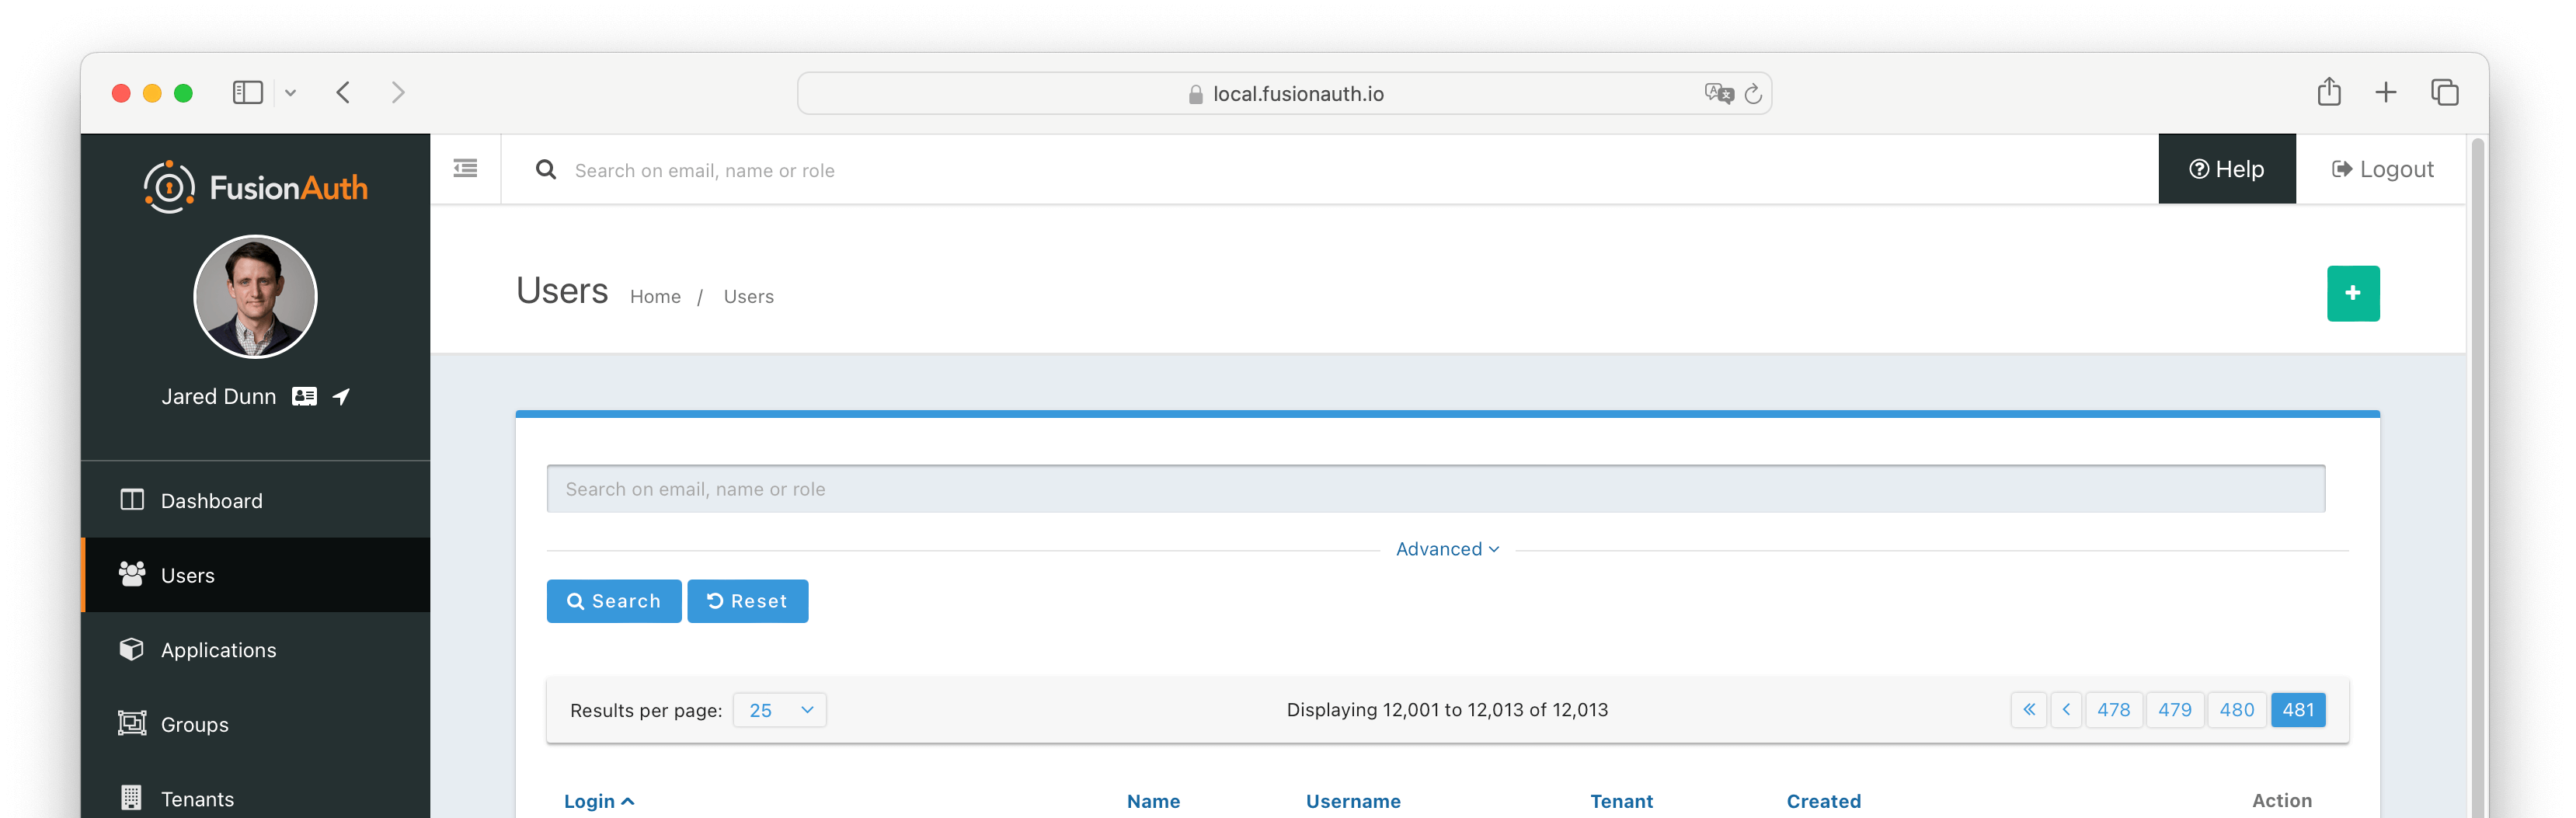 local.fusionauth.io
FusionAuth
Search on email, name or role
Help
Logout
Jared Dunn
Users
Home / Users
Dashboard
Users
Applications
Groups
Tenants
Search on email, name or role
Advanced
Search
Reset
Results per page: 25
Displaying 12,001 to 12,013 of 12,013
« ‹ 478 479 480 481
Login Name Username Tenant Created Action